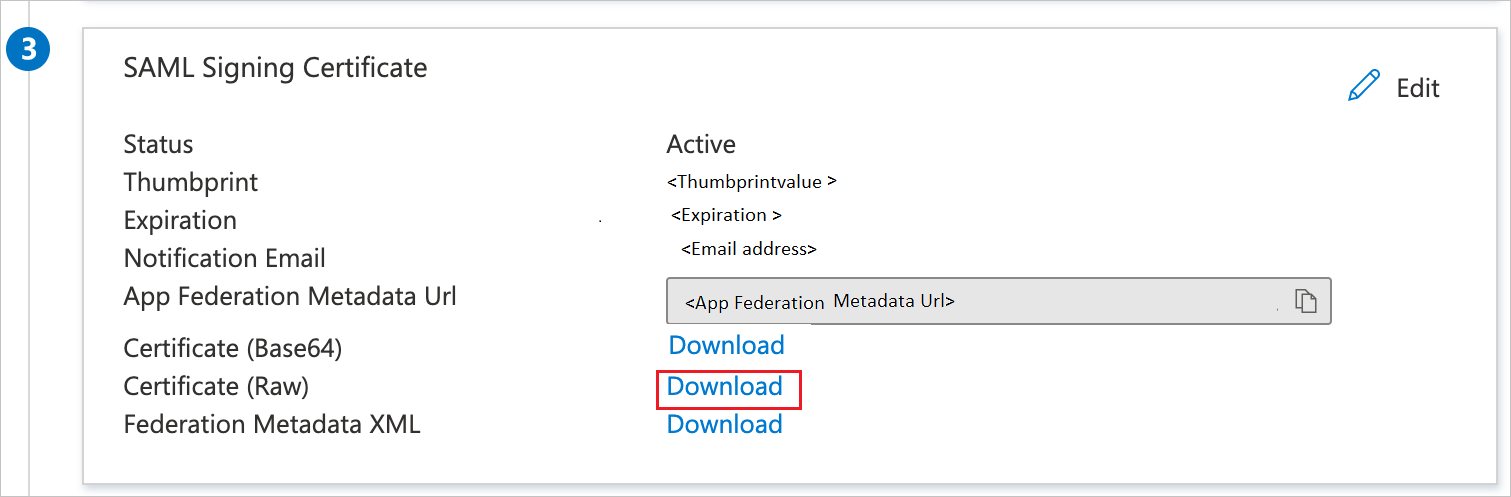 3
SAML Signing Certificate
Edit
Status Active
Thumbprint <Thumbprintvalue >
Expiration <Expiration >
Notification Email <Email address>
App Federation Metadata Url <App Federation Metadata Url>
Certificate (Base64) Download
Certificate (Raw) Download
Federation Metadata XML Download